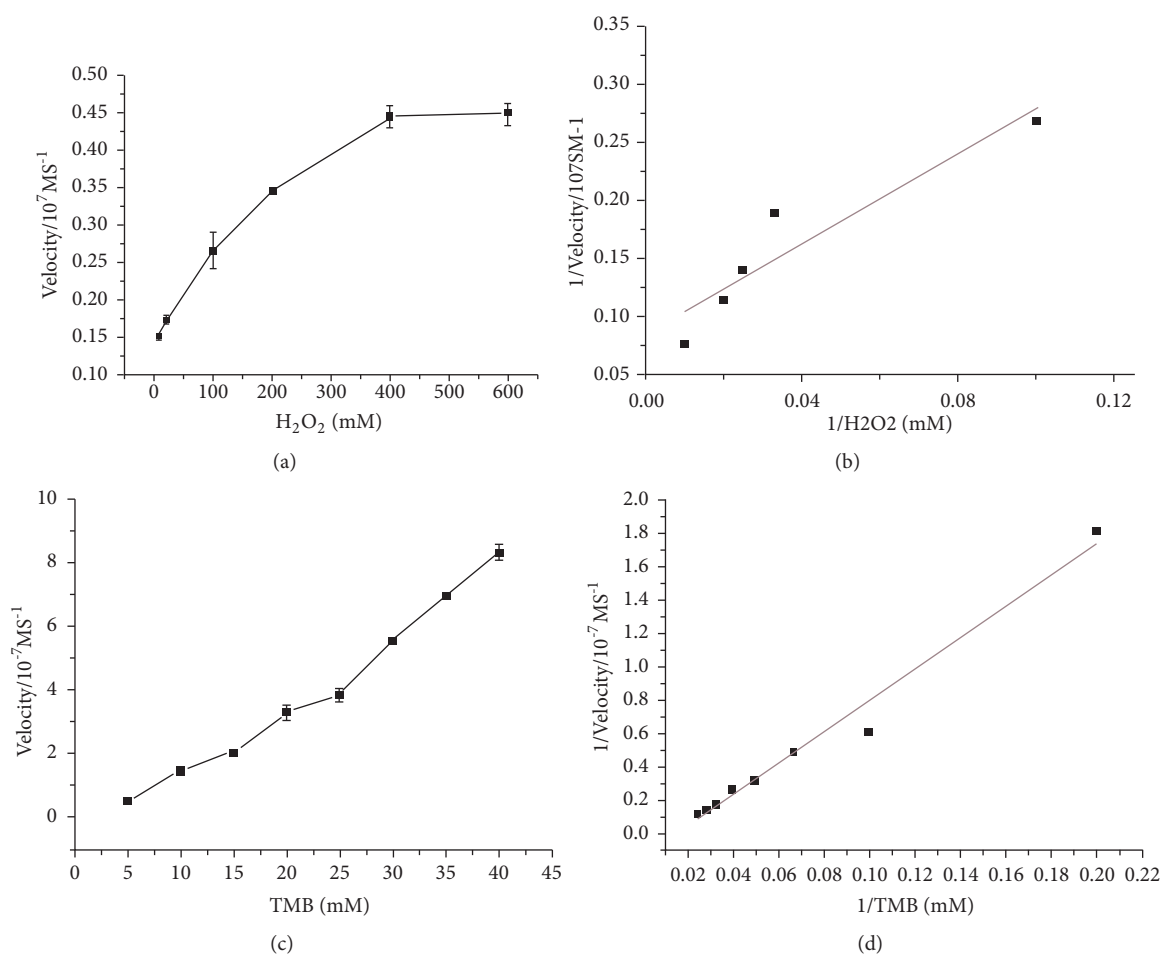 0.50
0.45
0.40
0.35
0.30
0.25
0.20
0.15
0.10
Velocity/10⁷MS⁻¹
0 100 200 300 400 500 600
H₂O₂ (mM)
(a)
0.35
0.30
0.25
0.20
0.15
0.10
0.05
1/Velocity/107SM-1
0.00 0.04 0.08 0.12
1/H2O2 (mM)
(b)
10
8
6
4
2
0
Velocity/10⁻⁷MS⁻¹
0 5 10 15 20 25 30 35 40 45
TMB (mM)
(c)
2.0
1.8
1.6
1.4
1.2
1.0
0.8
0.6
0.4
0.2
0.0
1/Velocity/10⁻⁷ MS⁻¹
0.02 0.04 0.06 0.08 0.10 0.12 0.14 0.16 0.18 0.20 0.22
1/TMB (mM)
(d)